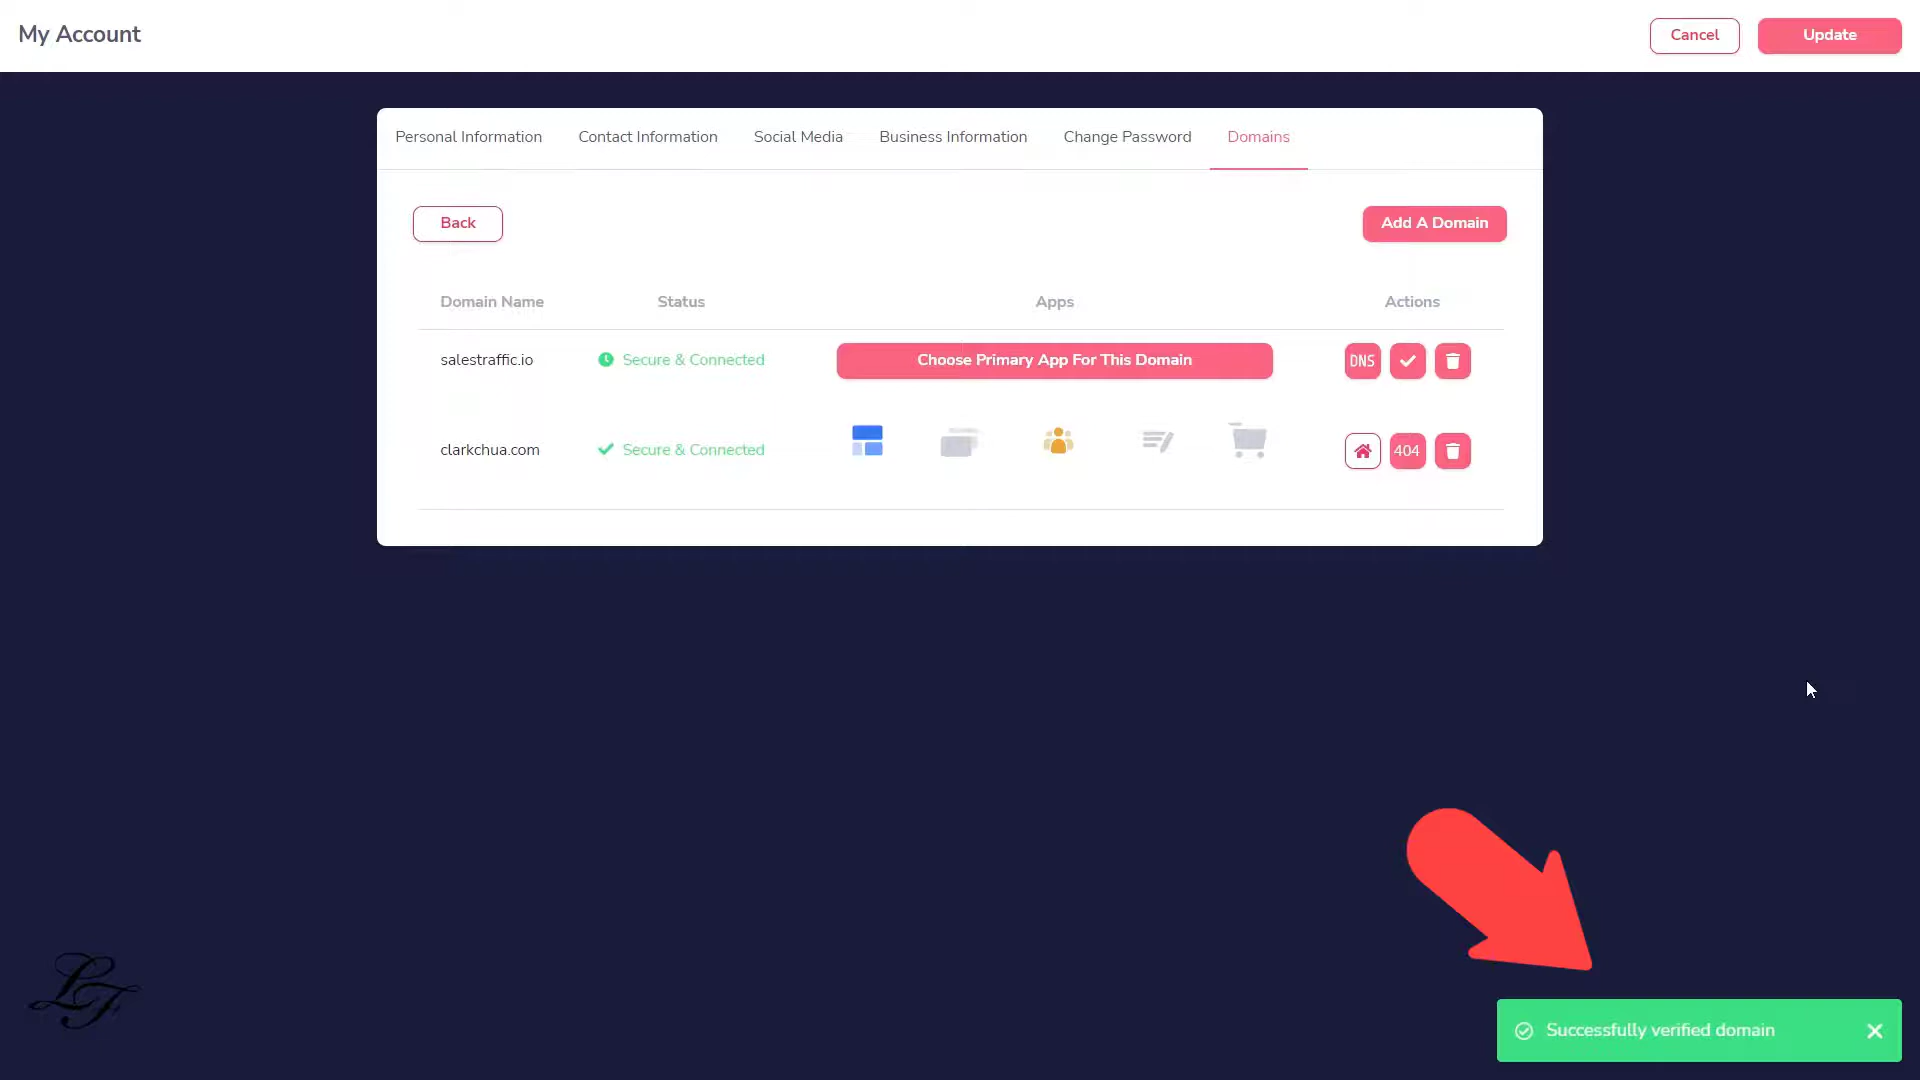 My Account
Cancel
Update
Personal Information
Contact Information
Social Media
Business Information
Change Password
Domains
Back
Add A Domain
Domain Name
Status
Apps
Actions
salestraffic.io
Secure & Connected
Choose Primary App For This Domain
DNS
clarkchua.com
Secure & Connected
404
LF
Successfully verified domain